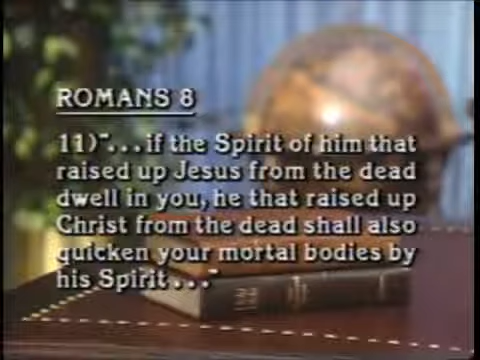 ROMANS 8
11)"...if the Spirit of him that
raised up Jesus from the dead
dwell in you, he that raised up
Christ from the dead shall also
quicken your mortal bodies by
his Spirit..."